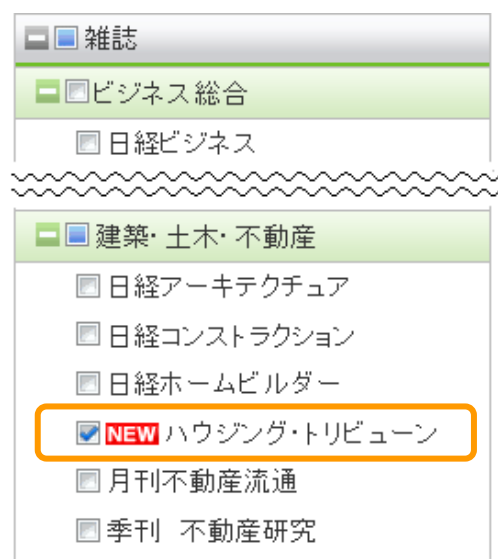 雑誌
ビジネス総合
日経ビジネス
建築・土木・不動産
日経アーキテクチュア
日経コンストラクション
日経ホームビルダー
NEW ハウジング・トリビューン
月刊不動産流通
季刊 不動産研究